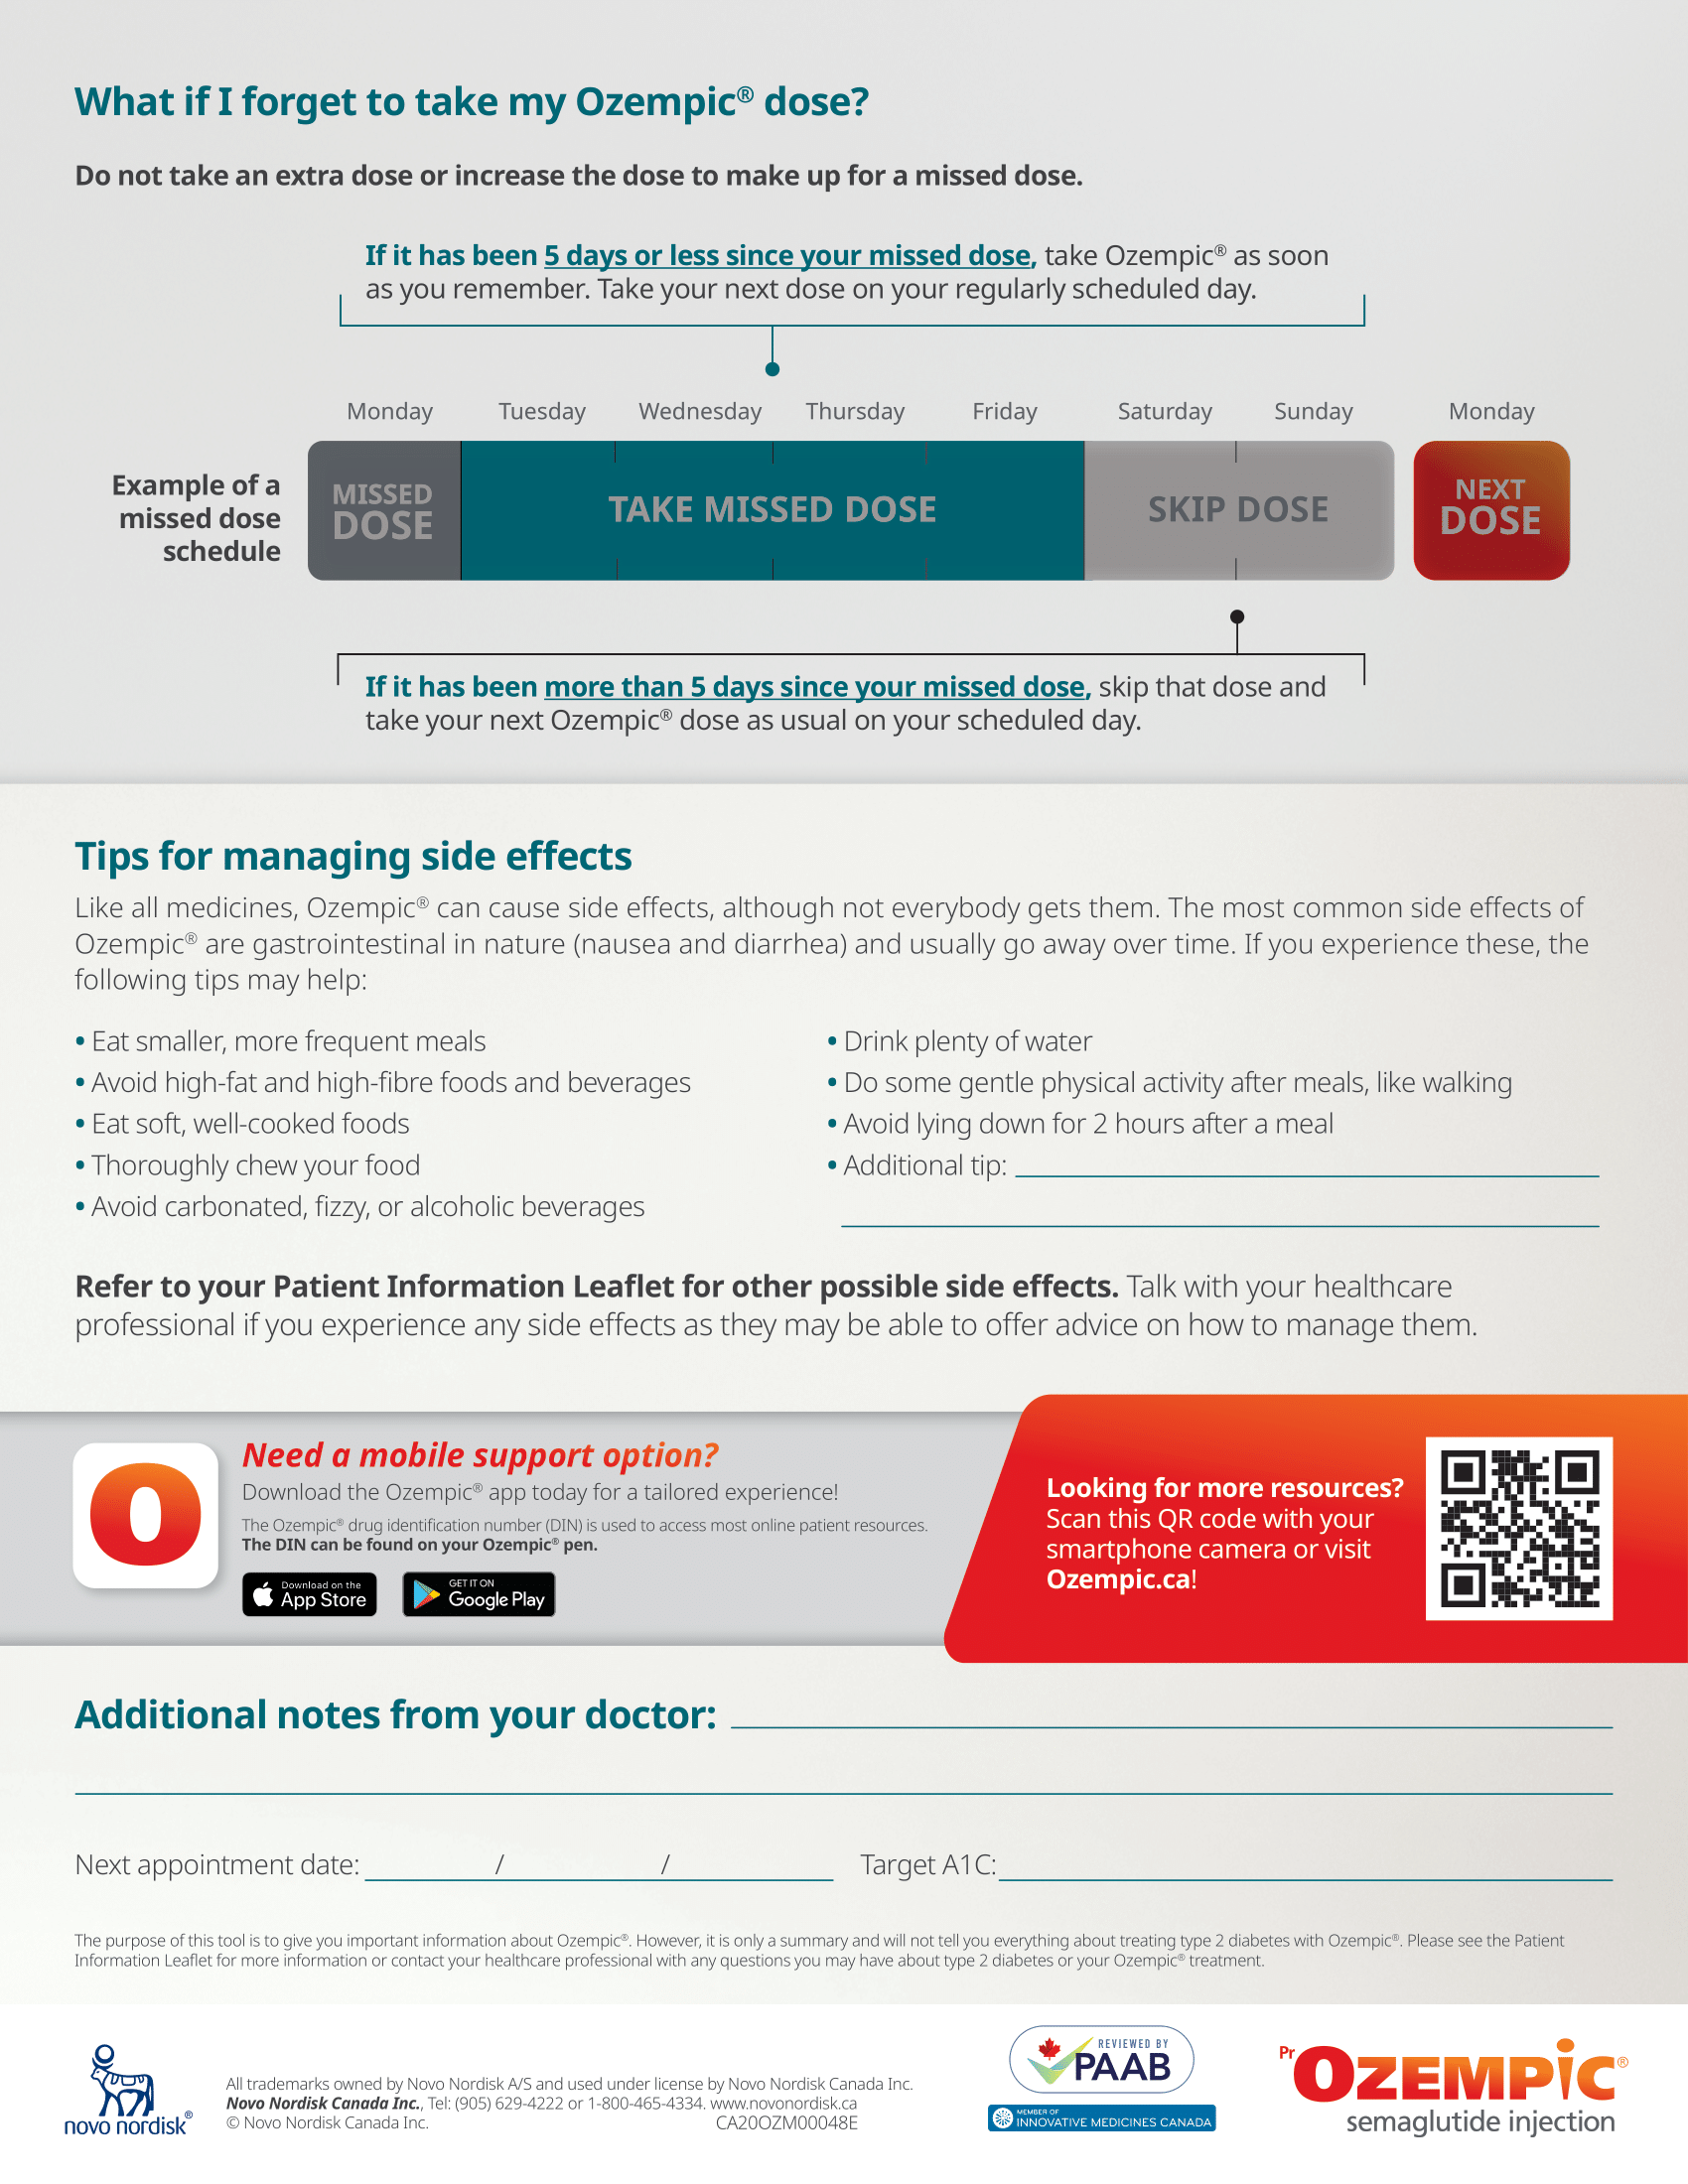 What if I forget to take my Ozempic® dose?
Do not take an extra dose or increase the dose to make up for a missed dose.
If it has been 5 days or less since your missed dose, take Ozempic® as soon
as you remember. Take your next dose on your regularly scheduled day.
Monday Tuesday Wednesday Thursday Friday Saturday Sunday Monday
Example of a
missed dose
schedule
MISSED
DOSE
TAKE MISSED DOSE
SKIP DOSE
NEXT
DOSE
If it has been more than 5 days since your missed dose, skip that dose and
take your next Ozempic® dose as usual on your scheduled day.
Tips for managing side effects
Like all medicines, Ozempic® can cause side effects, although not everybody gets them. The most common side effects of
Ozempic® are gastrointestinal in nature (nausea and diarrhea) and usually go away over time. If you experience these, the
following tips may help:
• Eat smaller, more frequent meals
• Avoid high-fat and high-fibre foods and beverages
• Eat soft, well-cooked foods
• Thoroughly chew your food
• Avoid carbonated, fizzy, or alcoholic beverages
• Drink plenty of water
• Do some gentle physical activity after meals, like walking
• Avoid lying down for 2 hours after a meal
• Additional tip:
Refer to your Patient Information Leaflet for other possible side effects. Talk with your healthcare
professional if you experience any side effects as they may be able to offer advice on how to manage them.
O
Need a mobile support option?
Download the Ozempic® app today for a tailored experience!
The Ozempic® drug identification number (DIN) is used to access most online patient resources.
The DIN can be found on your Ozempic® pen.
Download on the
App Store
GET IT ON
Google Play
Looking for more resources?
Scan this QR code with your
smartphone camera or visit
Ozempic.ca!
Additional notes from your doctor:
Next appointment date: / /
Target A1C:
The purpose of this tool is to give you important information about Ozempic®. However, it is only a summary and will not tell you everything about treating type 2 diabetes with Ozempic®. Please see the Patient
Information Leaflet for more information or contact your healthcare professional with any questions you may have about type 2 diabetes or your Ozempic® treatment.
novo nordisk®
All trademarks owned by Novo Nordisk A/S and used under license by Novo Nordisk Canada Inc.
Novo Nordisk Canada Inc., Tel: (905) 629-4222 or 1-800-465-4334. www.novonordisk.ca
© Novo Nordisk Canada Inc. CA20OZM00048E
REVIEWED BY
PAAB
MEMBER OF
INNOVATIVE MEDICINES CANADA
Pr OZEMPIC®
semaglutide injection